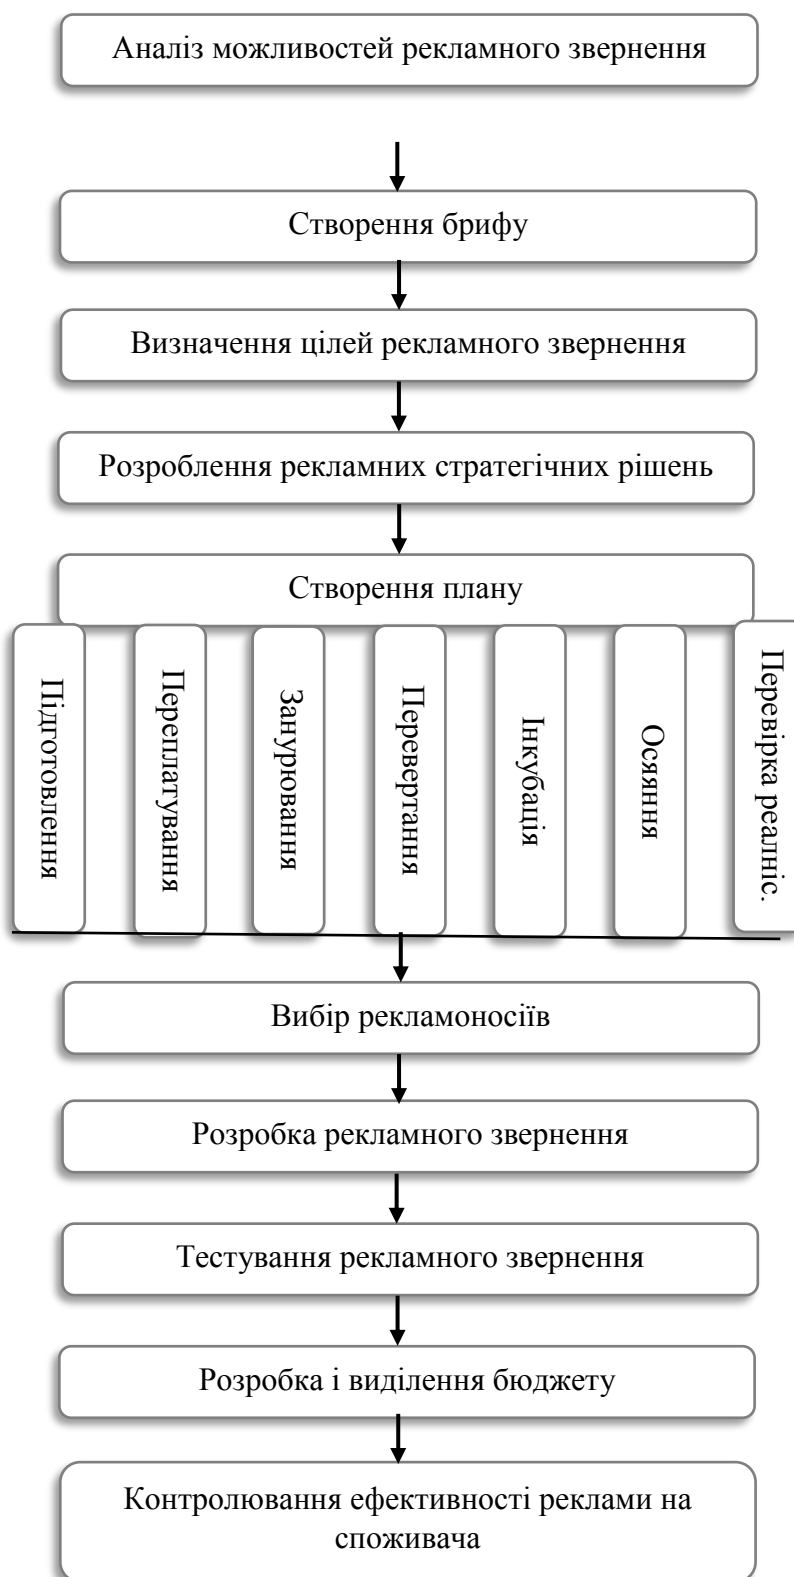 Аналіз можливостей рекламного звернення
Створення брифу
Визначення цілей рекламного звернення
Розроблення рекламних стратегічних рішень
Створення плану
Підготовлення
Переплатування
Занурювання
Перевертання
Інкубація
Осяяння
Перевірка реалніс.
Вибір рекламоносіїв
Розробка рекламного звернення
Тестування рекламного звернення
Розробка і виділення бюджету
Контролювання ефективності реклами на
споживача